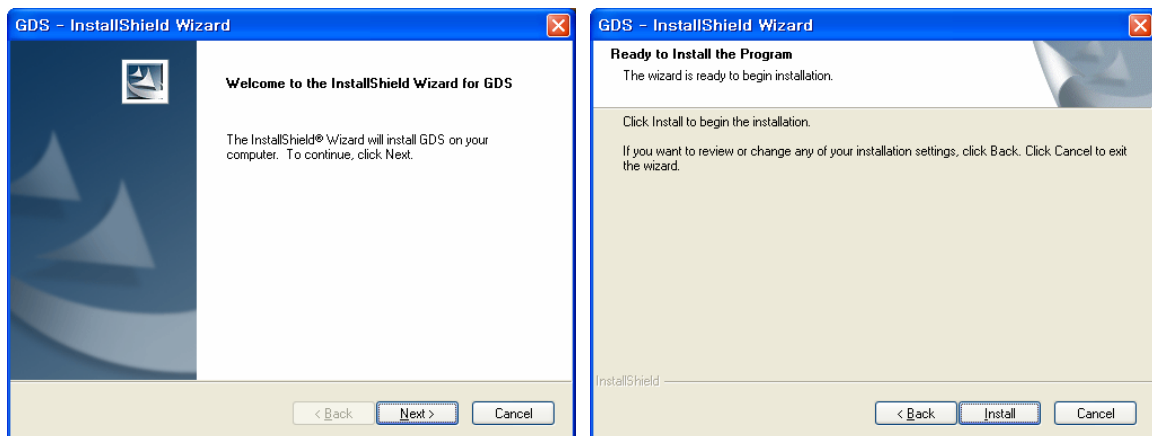 GDS - InstallShield Wizard
Welcome to the InstallShield Wizard for GDS
The InstallShield® Wizard will install GDS on your
computer. To continue, click Next.
< Back
Next >
Cancel
GDS - InstallShield Wizard
Ready to Install the Program
The wizard is ready to begin installation.
Click Install to begin the installation.
If you want to review or change any of your installation settings, click Back. Click Cancel to exit
the wizard.
InstallShield
< Back
Install
Cancel